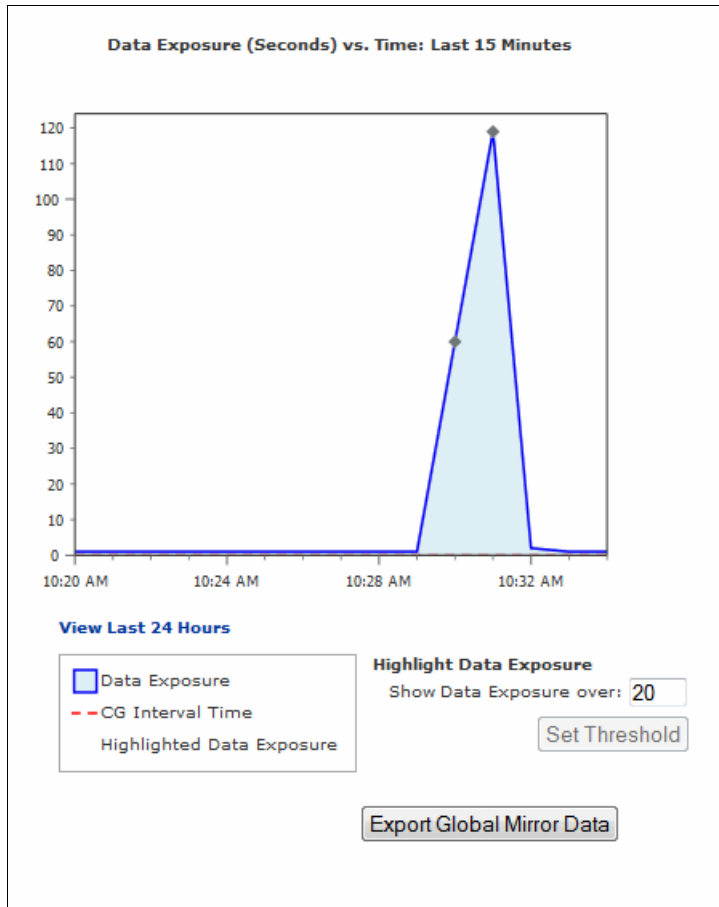 Data Exposure (Seconds) vs. Time: Last 15 Minutes
120
110
100
90
80
70
60
50
40
30
20
10
0
10:20 AM 10:24 AM 10:28 AM 10:32 AM
View Last 24 Hours
Data Exposure
CG Interval Time
Highlighted Data Exposure
Highlight Data Exposure
Show Data Exposure over: 20
Set Threshold
Export Global Mirror Data